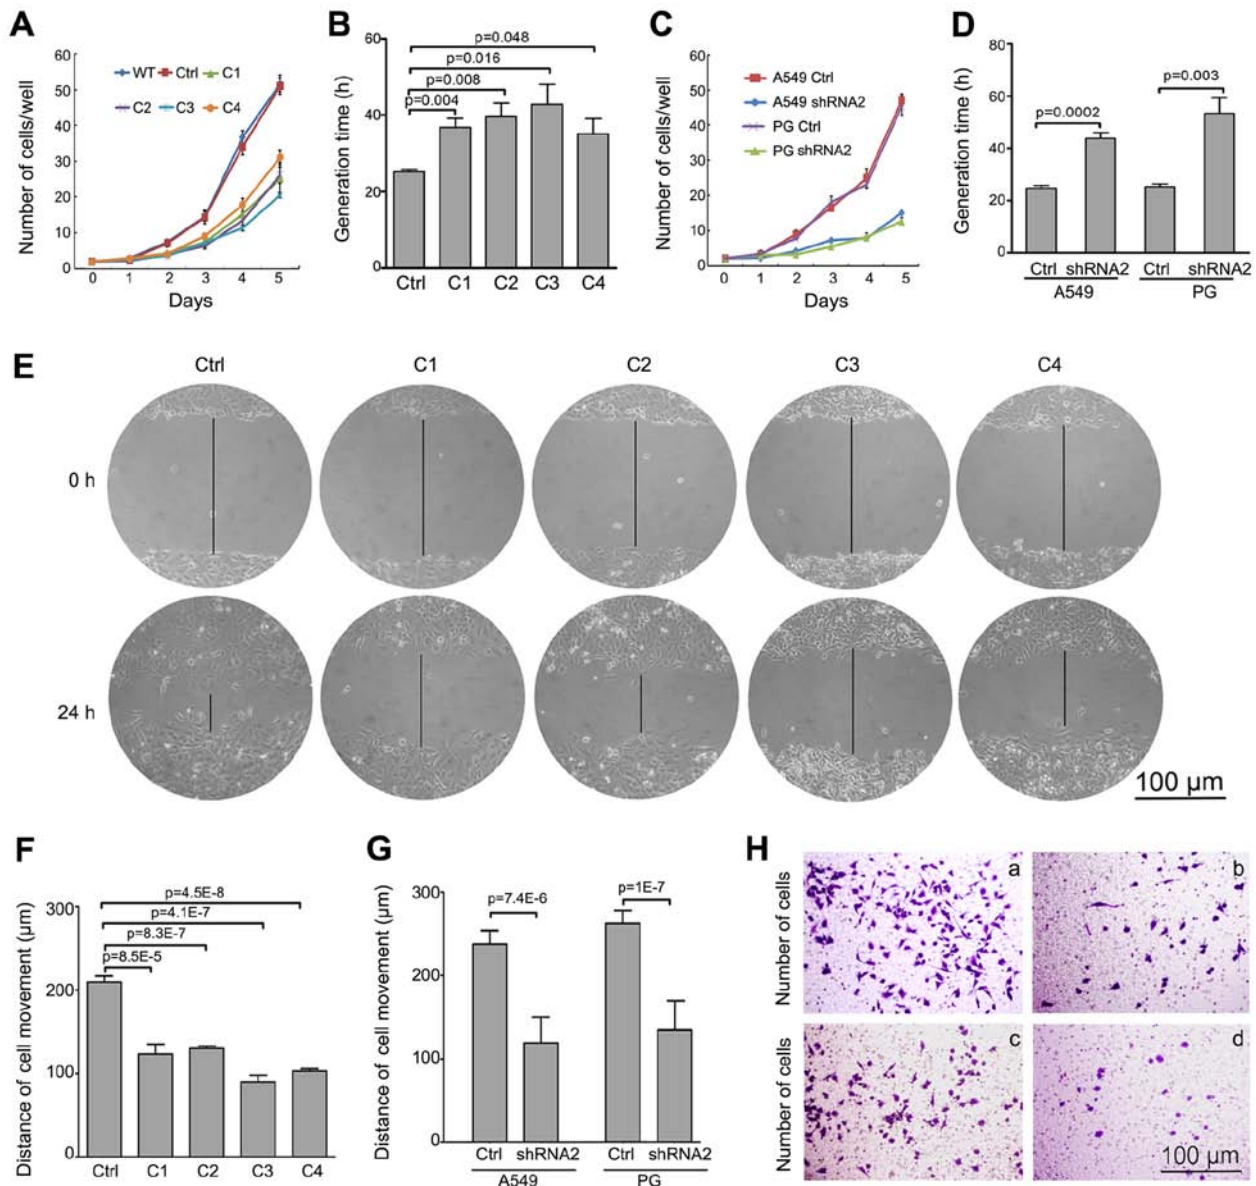 A
Number of cells/well
60
50
40
30
20
10
0
WT Ctrl C1
C2 C3 C4
0 1 2 3 4 5
Days
B
Generation time (h)
60
40
20
0
p=0.048
p=0.016
p=0.008
p=0.004
Ctrl C1 C2 C3 C4
C
Number of cells/well
60
50
40
30
20
10
0
A549 Ctrl
A549 shRNA2
PG Ctrl
PG shRNA2
0 1 2 3 4 5
Days
D
Generation time (h)
80
60
40
20
0
p=0.003
p=0.0002
Ctrl shRNA2 Ctrl shRNA2
A549 PG
E
Ctrl C1 C2 C3 C4
0 h
24 h
100 µm
F
Distance of cell movement (µm)
300
200
100
0
p=4.5E-8
p=4.1E-7
p=8.3E-7
p=8.5E-5
Ctrl C1 C2 C3 C4
G
Distance of cell movement (µm)
300
200
100
0
p=7.4E-6 p=1E-7
Ctrl shRNA2 Ctrl shRNA2
A549 PG
H
Number of cells
a b
Number of cells
c d
100 µm